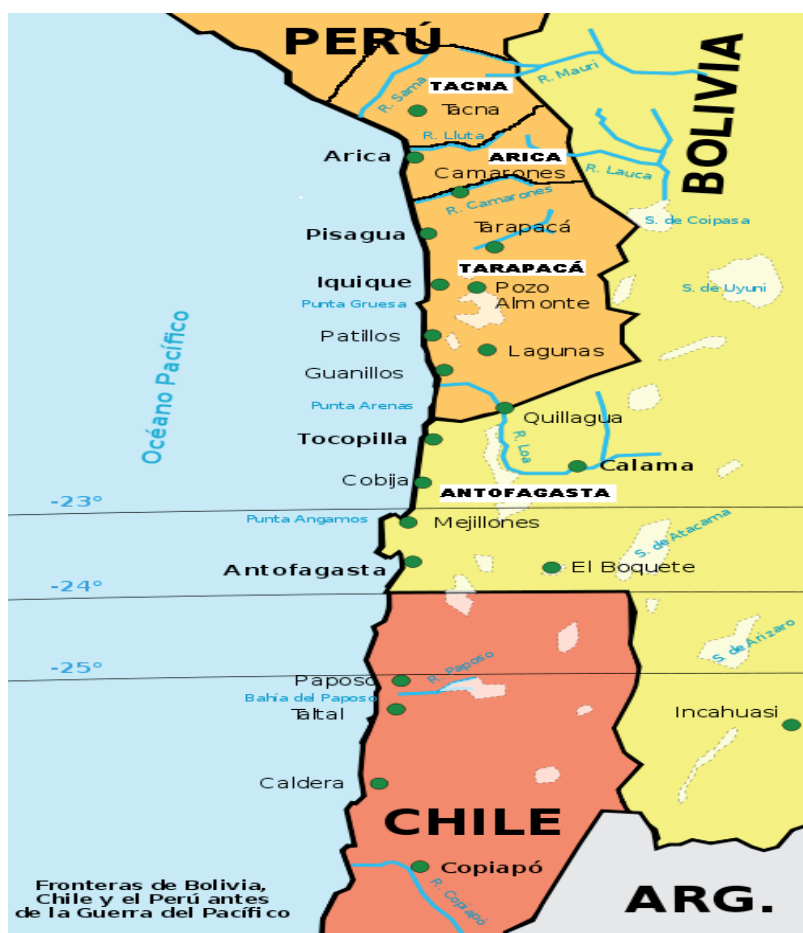 PERÚ
BOLIVIA
TACNA
R. Sama
R. Mauri
Tacna
R. Lluta
Arica
ARICA
Camarones
R. Lauca
R. Camarones
S. de Coipasa
Pisagua
Tarapacá
TARAPACÁ
Iquique
Pozo
Almonte
S. de Uyuni
Punta Gruesa
Patillos
Lagunas
Guanillos
Océano Pacífico
Punta Arenas
Quillagua
Tocopilla
R. Loa
Calama
Cobija
ANTOFAGASTA
-23°
Punta Angamos
Mejillones
S. de Atacama
Antofagasta
El Boquete
-24°
S. de Arizaro
-25°
Paposo
R. Paposo
Bahía del Paposo
Taltal
Incahuasi
Caldera
CHILE
Copiapó
R. Copiapó
ARG.
Fronteras de Bolivia,
Chile y el Perú antes
de la Guerra del Pacífico